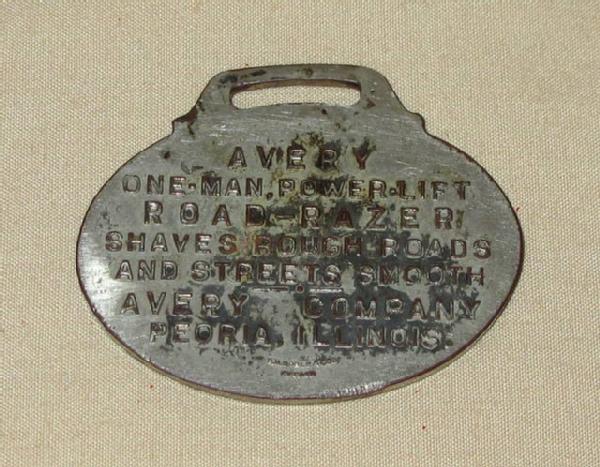 AVERY
ONE-MAN, POWER-LIFT
ROAD-RAZER
SHAVES ROUGH ROADS
AND STREETS SMOOTH
AVERY COMPANY
PEORIA, ILLINOIS.